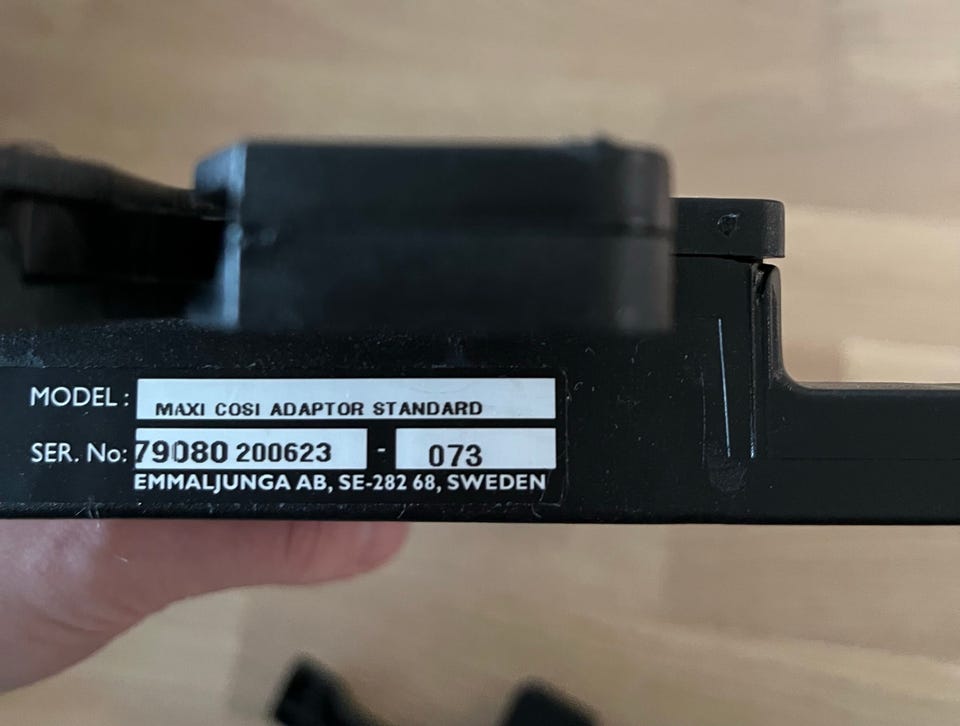 MODEL : MAXI COSI ADAPTOR STANDARD
SER. No: 79080 200623 - 073
EMMALJUNGA AB, SE-282 68, SWEDEN